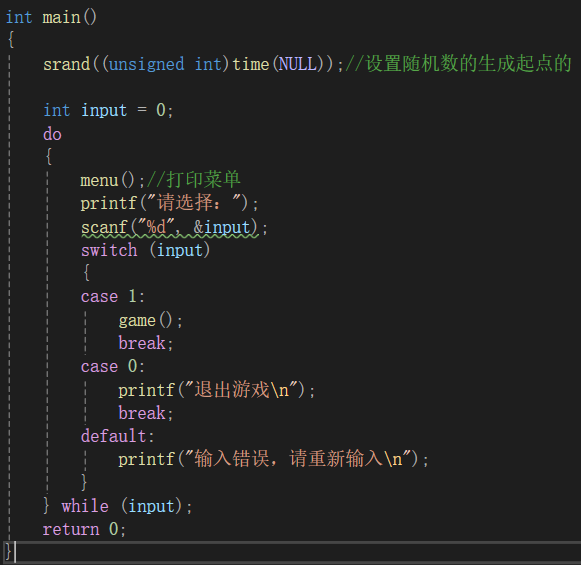 int main()
{
srand((unsigned int)time(NULL));//设置随机数的生成起点的
int input = 0;
do
{
menu();//打印菜单
printf("请选择：");
scanf("%d", &input);
switch (input)
{
case 1:
game();
break;
case 0:
printf("退出游戏\n");
break;
default:
printf("输入错误，请重新输入\n");
}
} while (input);
return 0;
}